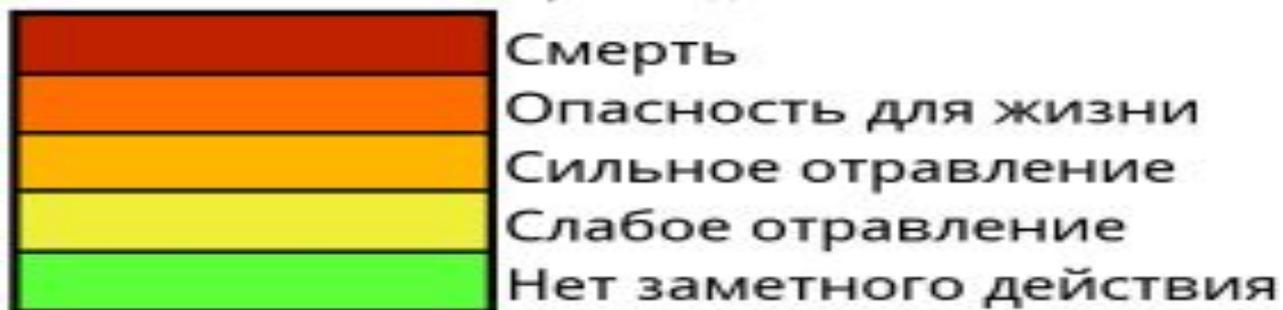 Смерть
Опасность для жизни
Сильное отравление
Слабое отравление
Нет заметного действия